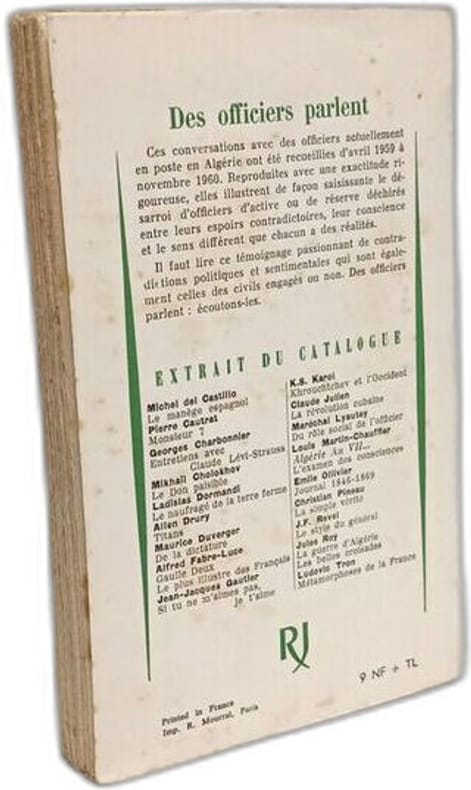 Des officiers parlent
Ces conversations avec des officiers actuellement
en poste en Algérie ont été recueillies d'avril 1959 à
novembre 1960. Reproduites avec une exactitude ri-
goureuse, elles illustrent de façon saisissante le dé-
sarroi d'officiers d'active ou de réserve déchirés
entre leurs espoirs contradictoires, leur conscience
et le sens différent que chacun a des réalités.
Il faut lire ce témoignage passionnant de contra-
dictions politiques et sentimentales qui sont égale-
ment celles des civils engagés ou non. Des officiers
parlent : écoutons-les.
EXTRAIT DU CATALOGUE
Michel del Castillo
Le manège espagnol
Pierre Cautrat
Monsieur ?
Georges Charbonnier
Entretiens avec
Claude Lévi-Strauss
Mikhaïl Cholokhov
Le Don paisible
Ladislas Dormandi
Le naufragé de la terre ferme
Allen Drury
Titans
Maurice Duverger
De la dictature
Alfred Fabre-Luce
Gaulle Deux
Le plus illustre des Français
Jean-Jacques Gautier
Si tu ne m'aimes pas,
je t'aime
K.S. Karol
Khrouchtchev et l'Occident
Claude Julien
La révolution cubaine
Maréchal Lyautey
Du rôle social de l'officier
Louis Martin-Chauffier
Algérie An VII...
L'examen des consciences
Emile Ollivier
Journal 1846-1869
Christian Pineau
La simple vérité
J.F. Revel
Le style du général
Jules Roy
La guerre d'Algérie
Les belles croisades
Ludovic Tron
Métamorphoses de la France
RJ
9 NF + TL
Printed in France
Imp. R. Mourral, Paris